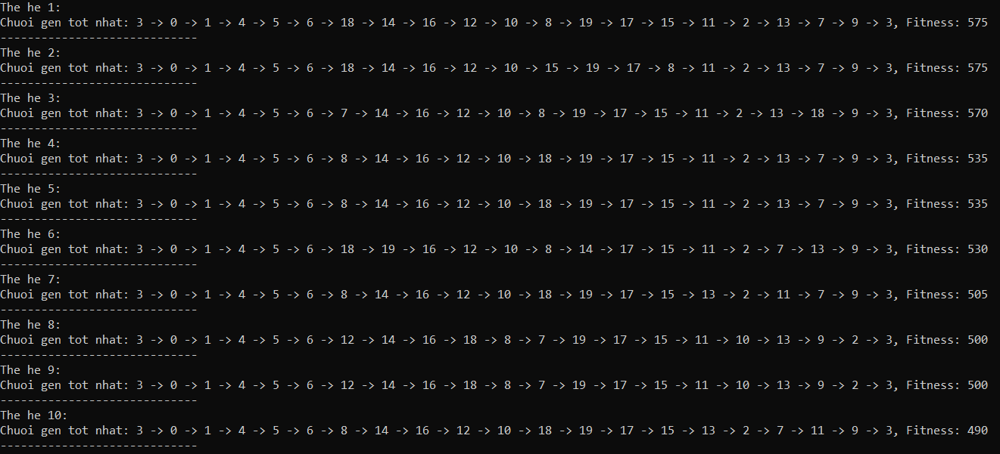 The he 1:
Chuoi gen tot nhat: 3 -> 0 -> 1 -> 4 -> 5 -> 6 -> 18 -> 14 -> 16 -> 12 -> 10 -> 8 -> 19 -> 17 -> 15 -> 11 -> 2 -> 13 -> 7 -> 9 -> 3, Fitness: 575
-----------------------------
The he 2:
Chuoi gen tot nhat: 3 -> 0 -> 1 -> 4 -> 5 -> 6 -> 18 -> 14 -> 16 -> 12 -> 10 -> 15 -> 19 -> 17 -> 8 -> 11 -> 2 -> 13 -> 7 -> 9 -> 3, Fitness: 575
-----------------------------
The he 3:
Chuoi gen tot nhat: 3 -> 0 -> 1 -> 4 -> 5 -> 6 -> 7 -> 14 -> 16 -> 12 -> 10 -> 8 -> 19 -> 17 -> 15 -> 11 -> 2 -> 13 -> 18 -> 9 -> 3, Fitness: 570
-----------------------------
The he 4:
Chuoi gen tot nhat: 3 -> 0 -> 1 -> 4 -> 5 -> 6 -> 8 -> 14 -> 16 -> 12 -> 10 -> 18 -> 19 -> 17 -> 15 -> 11 -> 2 -> 13 -> 7 -> 9 -> 3, Fitness: 535
-----------------------------
The he 5:
Chuoi gen tot nhat: 3 -> 0 -> 1 -> 4 -> 5 -> 6 -> 8 -> 14 -> 16 -> 12 -> 10 -> 18 -> 19 -> 17 -> 15 -> 11 -> 2 -> 13 -> 7 -> 9 -> 3, Fitness: 535
-----------------------------
The he 6:
Chuoi gen tot nhat: 3 -> 0 -> 1 -> 4 -> 5 -> 6 -> 18 -> 19 -> 16 -> 12 -> 10 -> 8 -> 14 -> 17 -> 15 -> 11 -> 2 -> 7 -> 13 -> 9 -> 3, Fitness: 530
-----------------------------
The he 7:
Chuoi gen tot nhat: 3 -> 0 -> 1 -> 4 -> 5 -> 6 -> 8 -> 14 -> 16 -> 12 -> 10 -> 18 -> 19 -> 17 -> 15 -> 13 -> 2 -> 11 -> 7 -> 9 -> 3, Fitness: 505
-----------------------------
The he 8:
Chuoi gen tot nhat: 3 -> 0 -> 1 -> 4 -> 5 -> 6 -> 12 -> 14 -> 16 -> 18 -> 8 -> 7 -> 19 -> 17 -> 15 -> 11 -> 10 -> 13 -> 9 -> 2 -> 3, Fitness: 500
-----------------------------
The he 9:
Chuoi gen tot nhat: 3 -> 0 -> 1 -> 4 -> 5 -> 6 -> 12 -> 14 -> 16 -> 18 -> 8 -> 7 -> 19 -> 17 -> 15 -> 11 -> 10 -> 13 -> 9 -> 2 -> 3, Fitness: 500
-----------------------------
The he 10:
Chuoi gen tot nhat: 3 -> 0 -> 1 -> 4 -> 5 -> 6 -> 8 -> 14 -> 16 -> 12 -> 10 -> 18 -> 19 -> 17 -> 15 -> 13 -> 2 -> 7 -> 11 -> 9 -> 3, Fitness: 490
-----------------------------